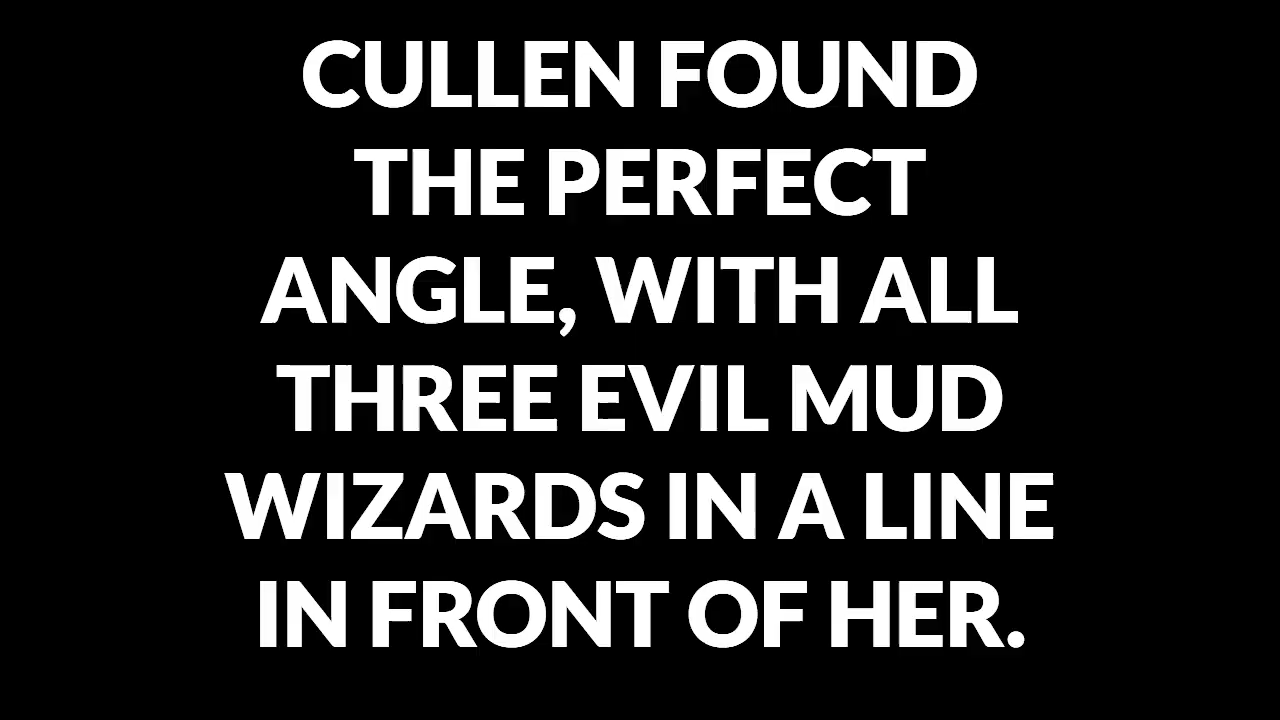 CULLEN FOUND
THE PERFECT
ANGLE, WITH ALL
THREE EVIL MUD
WIZARDS IN A LINE
IN FRONT OF HER.